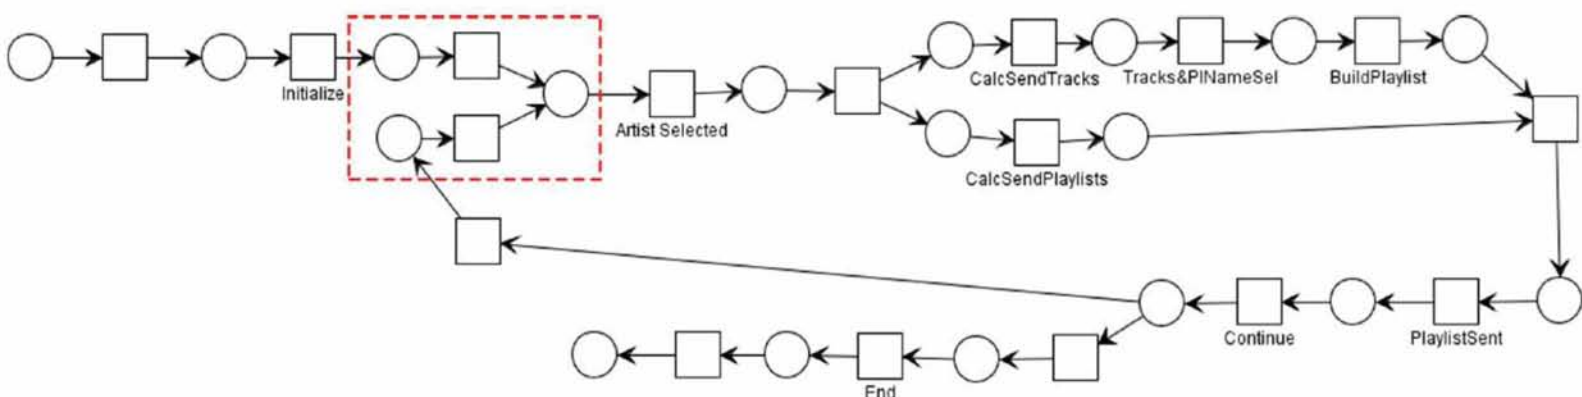 Initialize
Artist Selected
CalcSendTracks
Tracks&PlNameSel
BuildPlaylist
CalcSendPlaylists
Continue
PlaylistSent
End